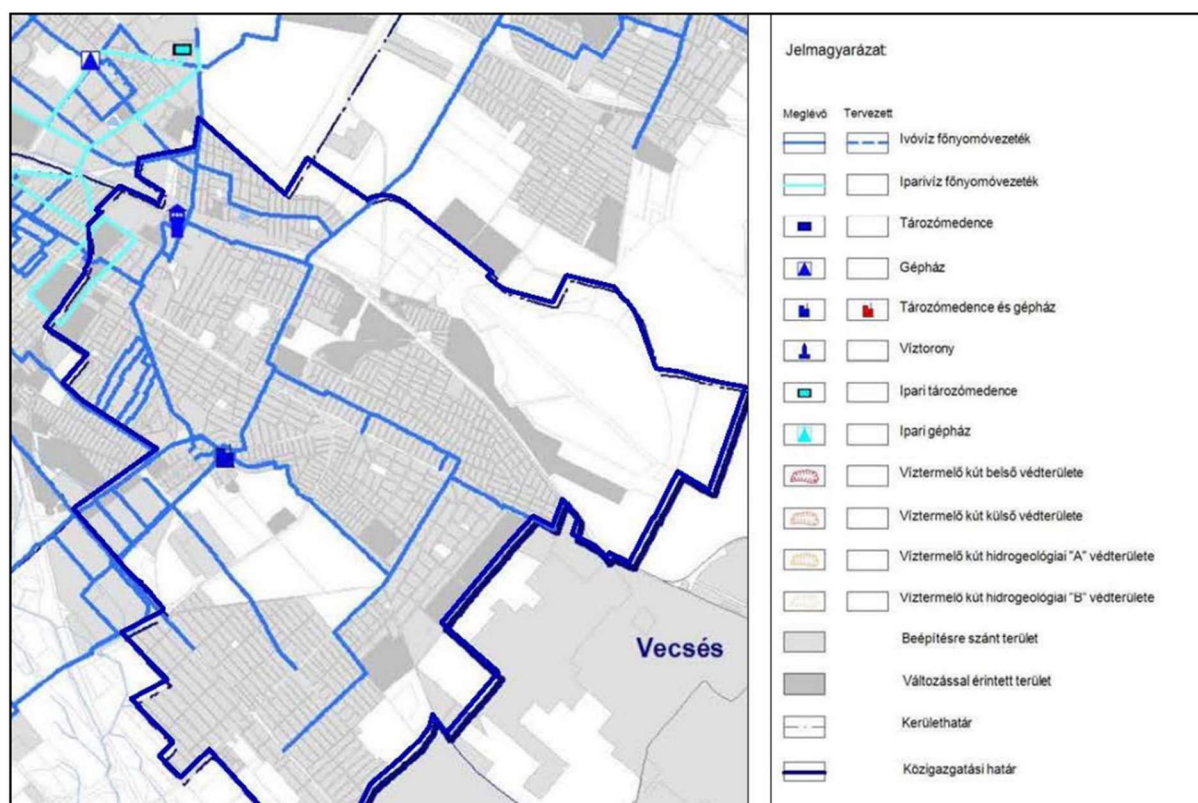 Vecsés
Jelmagyarázat:
Meglévő Tervezett
Ivóvíz főnyomóvezeték
Iparivíz főnyomóvezeték
Tározómedence
Gépház
Tározómedence és gépház
Víztorony
Ipari tározómedence
Ipari gépház
Víztermelő kút belső védterülete
Víztermelő kút külső védterülete
Víztermelő kút hidrogeológiai "A" védterülete
Víztermelő kút hidrogeológiai "B" védterülete
Beépítésre szánt terület
Változással érintett terület
Kerülethatár
Közigazgatási határ